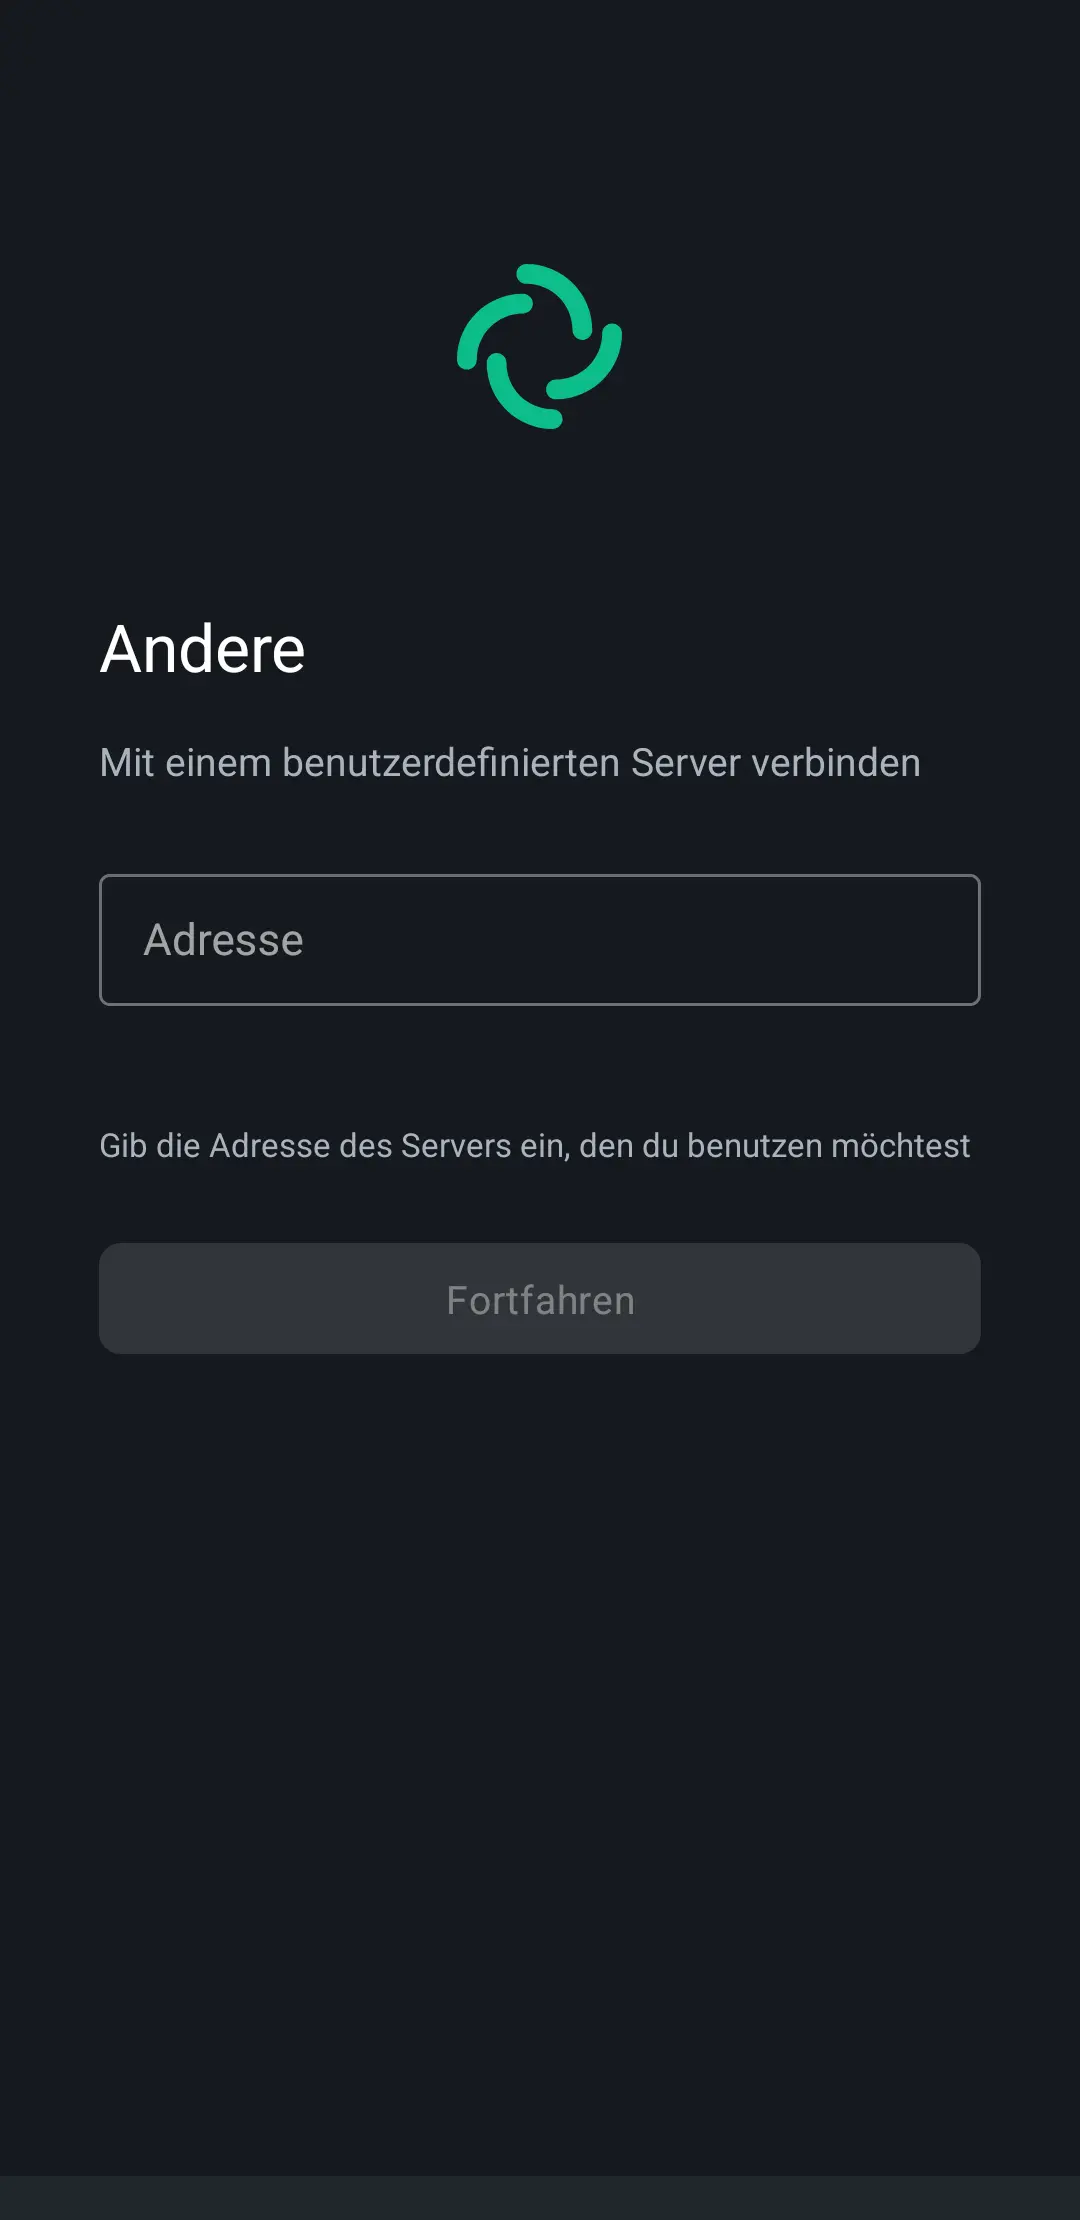 Andere
Mit einem benutzerdefinierten Server verbinden
Adresse
Gib die Adresse des Servers ein, den du benutzen möchtest
Fortfahren